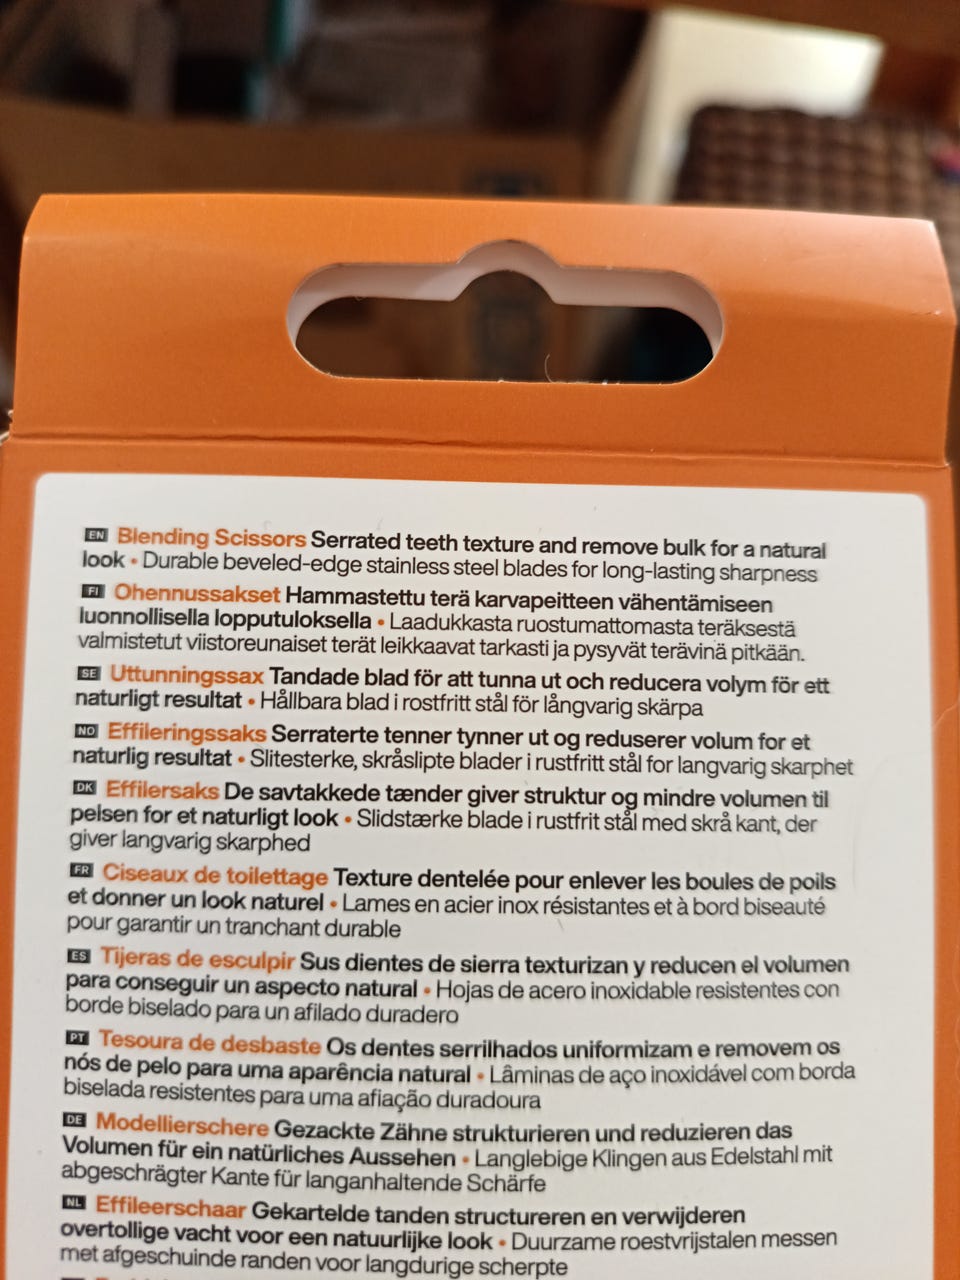 EN Blending Scissors Serrated teeth texture and remove bulk for a natural
look • Durable beveled-edge stainless steel blades for long-lasting sharpness
FI Ohennussakset Hammastettu terä karvapeitteen vähentämiseen
luonnollisella lopputuloksella • Laadukkasta ruostumattomasta teräksestä
valmistetut viistoreunaiset terät leikkaavat tarkasti ja pysyvät terävinä pitkään.
SE Uttunningssax Tandade blad för att tunna ut och reducera volym för ett
naturligt resultat • Hållbara blad i rostfritt stål för långvarig skärpa
NO Effileringssaks Serraterte tenner tynner ut og reduserer volum for et
naturlig resultat • Slitesterke, skråslipte blader i rustfritt stål for langvarig skarphet
DK Effilersaks De savtakkede tænder giver struktur og mindre volumen til
pelsen for et naturligt look • Slidstærke blade i rustfrit stål med skrå kant, der
giver langvarig skarphed
FR Ciseaux de toilettage Texture dentelée pour enlever les boules de poils
et donner un look naturel • Lames en acier inox résistantes et à bord biseauté
pour garantir un tranchant durable
ES Tijeras de esculpir Sus dientes de sierra texturizan y reducen el volumen
para conseguir un aspecto natural • Hojas de acero inoxidable resistentes con
borde biselado para un afilado duradero
PT Tesoura de desbaste Os dentes serrilhados uniformizam e removem os
nós de pelo para uma aparência natural • Lâminas de aço inoxidável com borda
biselada resistentes para uma afiação duradoura
DE Modellierschere Gezackte Zähne strukturieren und reduzieren das
Volumen für ein natürliches Aussehen • Langlebige Klingen aus Edelstahl mit
abgeschrägter Kante für langanhaltende Schärfe
NL Effileerschaar Gekartelde tanden structureren en verwijderen
overtollige vacht voor een natuurlijke look • Duurzame roestvrijstalen messen
met afgeschuinde randen voor langdurige scherpte